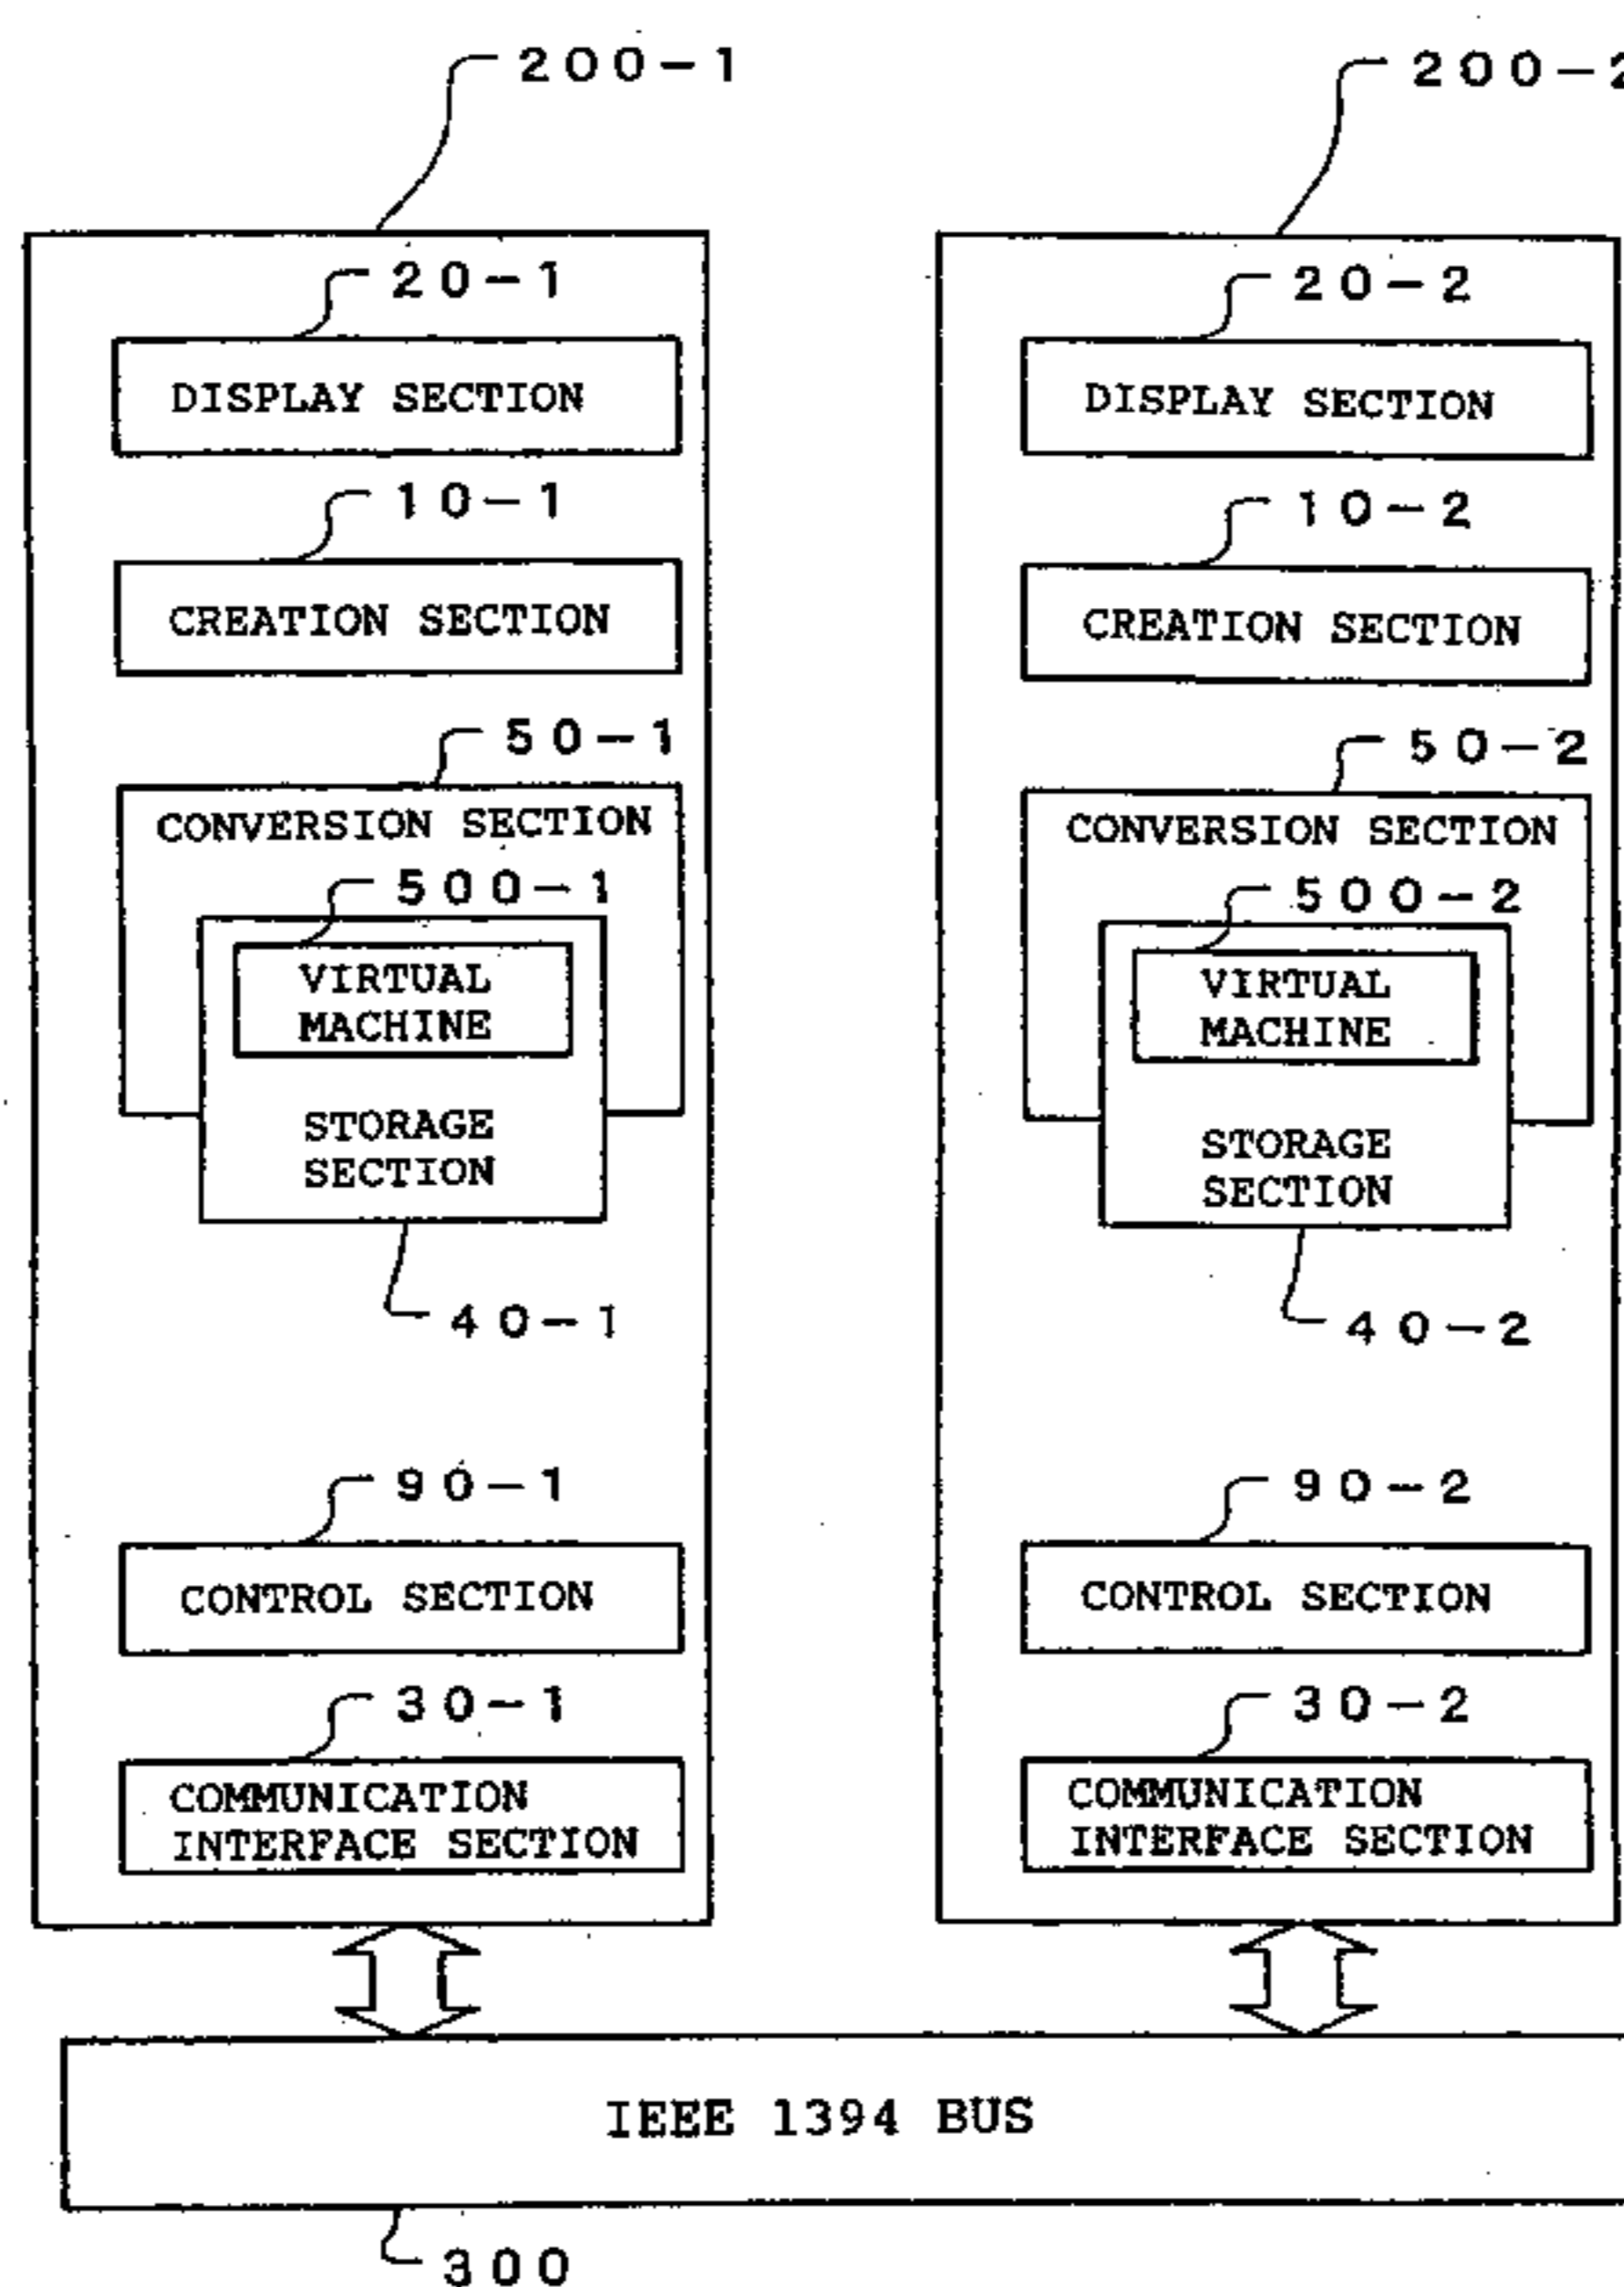 200-1
20-1
DISPLAY SECTION
10-1
CREATION SECTION
50-1
CONVERSION SECTION
500-1
VIRTUAL
MACHINE
STORAGE
SECTION
40-1
90-1
CONTROL SECTION
30-1
COMMUNICATION
INTERFACE SECTION
200-2
20-2
DISPLAY SECTION
10-2
CREATION SECTION
50-2
CONVERSION SECTION
500-2
VIRTUAL
MACHINE
STORAGE
SECTION
40-2
90-2
CONTROL SECTION
30-2
COMMUNICATION
INTERFACE SECTION
IEEE 1394 BUS
300